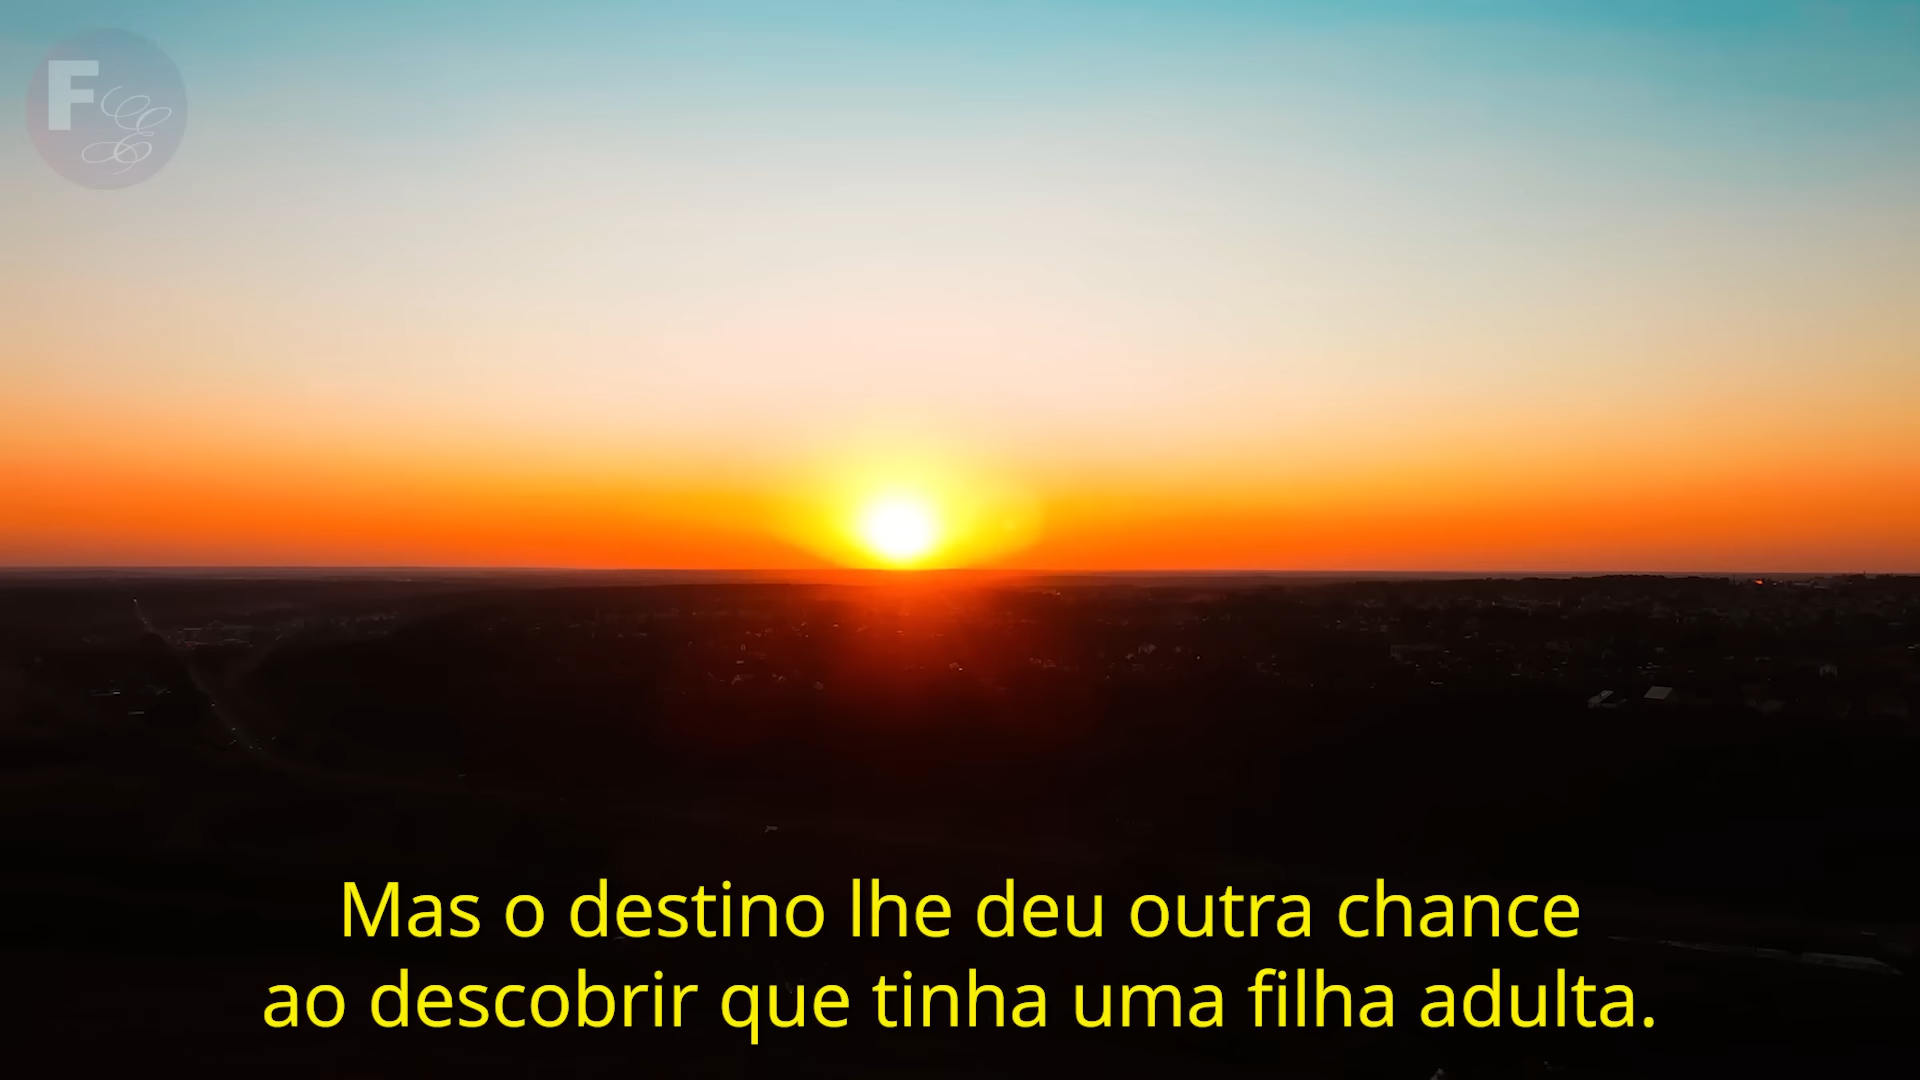 F
Mas o destino lhe deu outra chance
ao descobrir que tinha uma filha adulta.